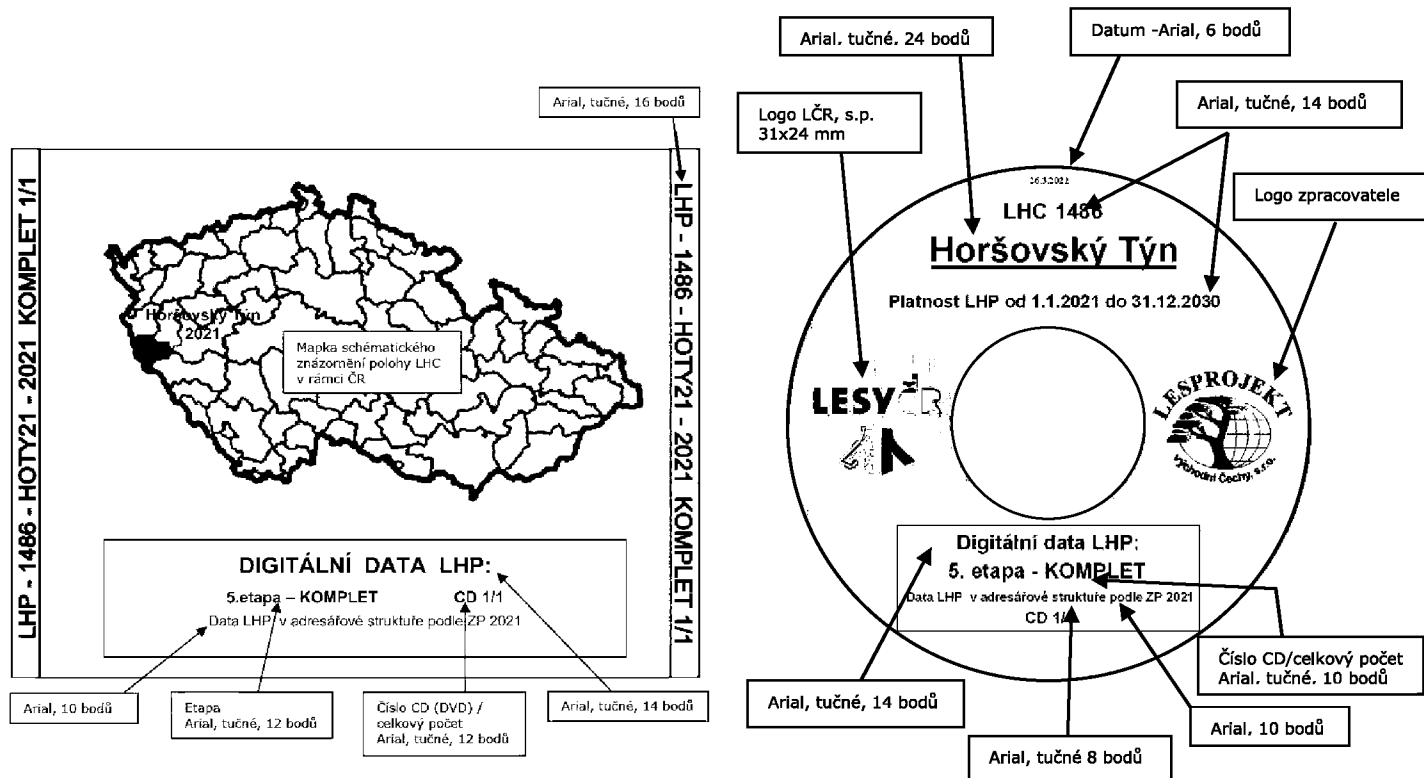 Arial, tučné, 16 bodů
LHP - 1486 - HOTY21 - 2021 KOMPLET 1/1
LHP - 1486 - HOTY21 - 2021 KOMPLET 1/1
Horšovský Týn
2021
Mapka schématického
znázornění polohy LHC
v rámci ČR
DIGITÁLNÍ DATA LHP:
5.etapa – KOMPLET CD 1/1
Data LHP v adresářové struktuře podle ZP 2021
Arial, 10 bodů
Etapa
Arial, tučné, 12 bodů
Číslo CD (DVD) /
celkový počet
Arial, tučné, 12 bodů
Arial, tučné, 14 bodů
Arial, tučné, 24 bodů
Datum -Arial, 6 bodů
Logo LČR, s.p.
31x24 mm
Arial, tučné, 14 bodů
Logo zpracovatele
LHC 1486
Horšovský Týn
Platnost LHP od 1.1.2021 do 31.12.2030
LESY ČR
LESPROJEKT
východní Čechy, s.r.o.
Digitální data LHP:
5. etapa - KOMPLET
Data LHP v adresářové struktuře podle ZP 2021
CD 1/
Číslo CD/celkový počet
Arial, tučné, 10 bodů
Arial, tučné, 14 bodů
Arial, 10 bodů
Arial, tučné 8 bodů